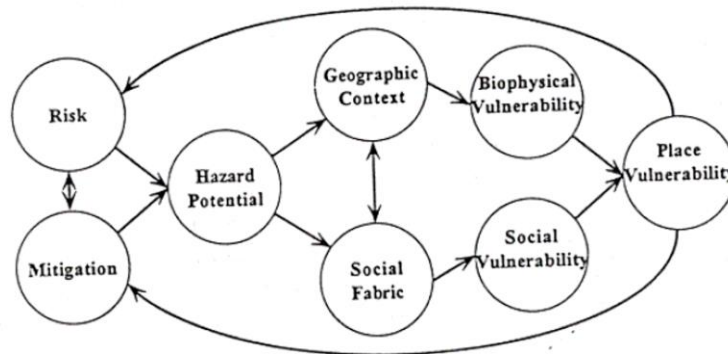 Risk
Mitigation
Hazard
Potential
Geographic
Context
Social
Fabric
Biophysical
Vulnerability
Social
Vulnerability
Place
Vulnerability